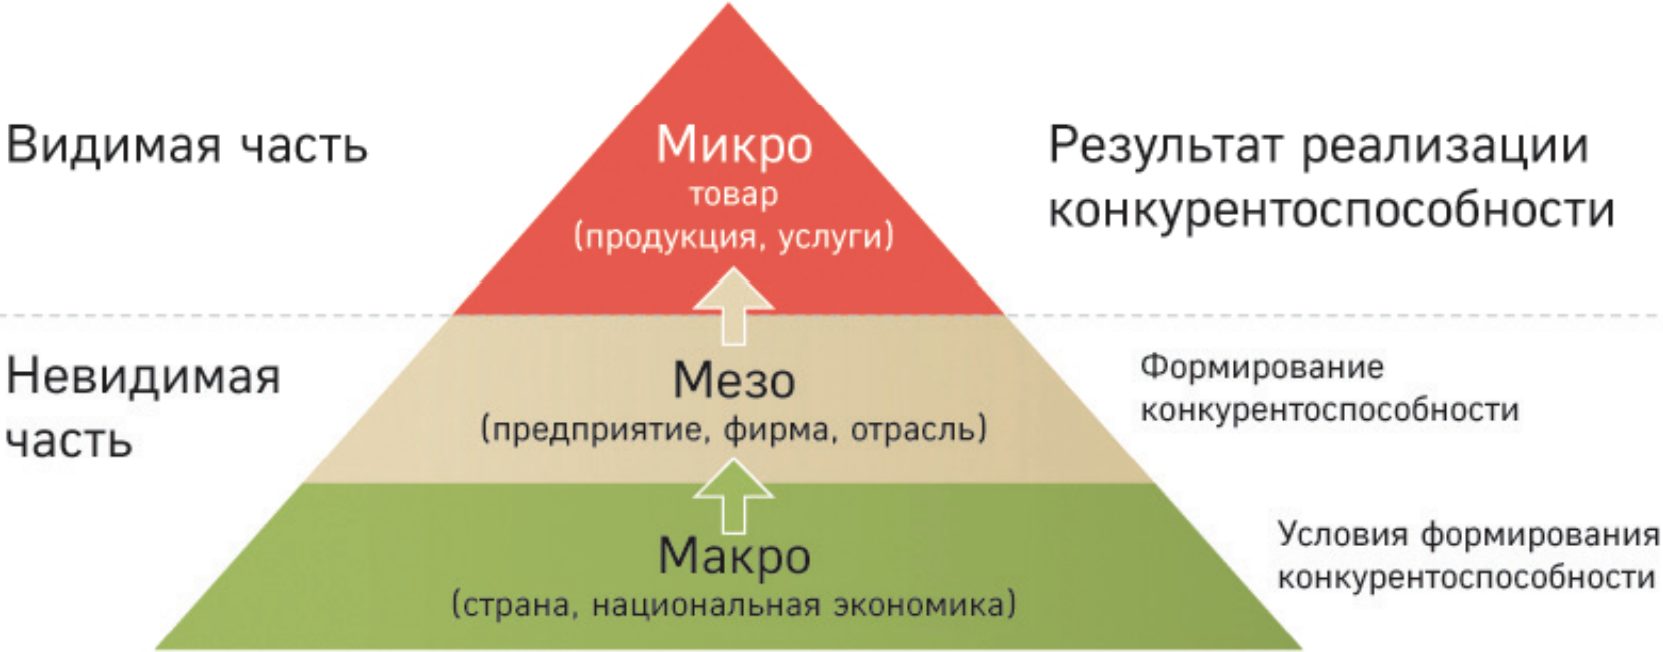 Видимая часть
Микро
товар
(продукция, услуги)
Результат реализации
конкурентоспособности
Невидимая
часть
Мезо
(предприятие, фирма, отрасль)
Формирование
конкурентоспособности
Макро
(страна, национальная экономика)
Условия формирования
конкурентоспособности